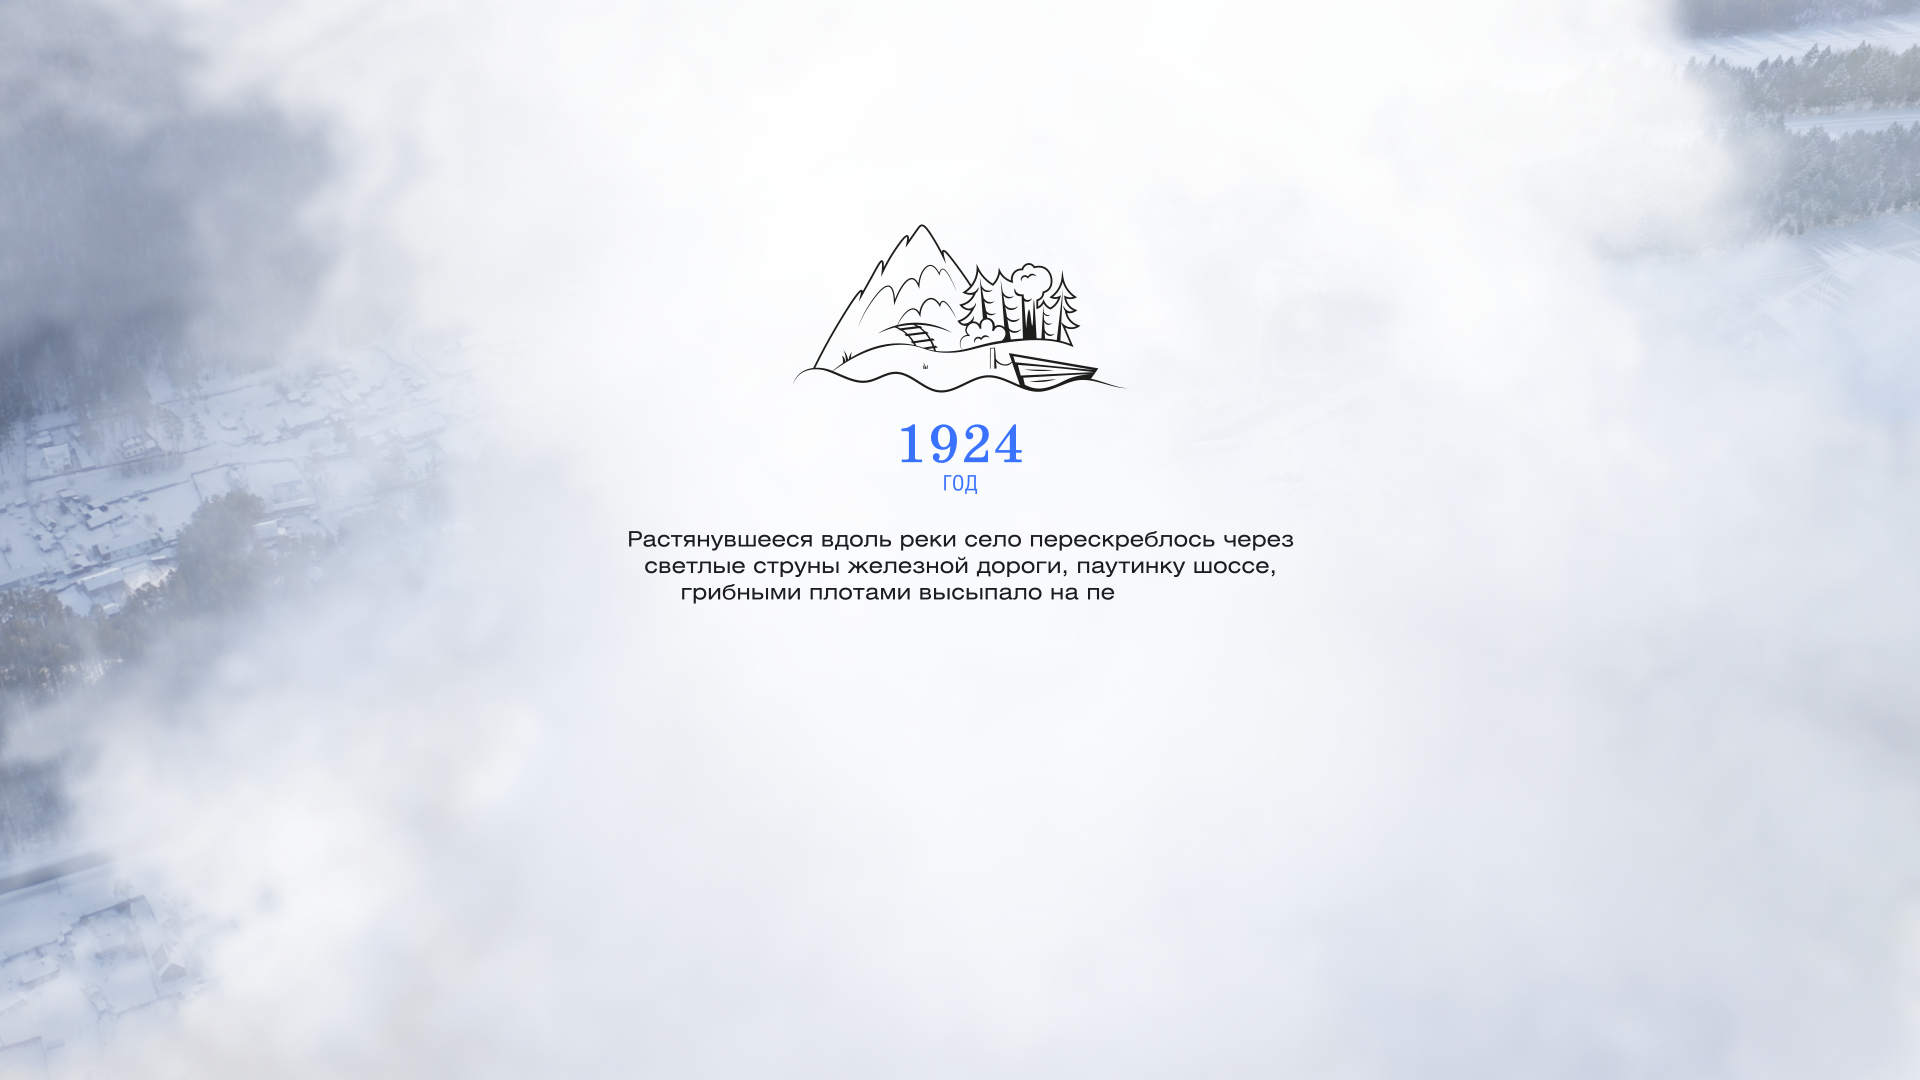 1924
ГОД
Растянувшееся вдоль реки село перескреблось через
светлые струны железной дороги, паутинку шоссе,
грибными плотами высыпало на пе